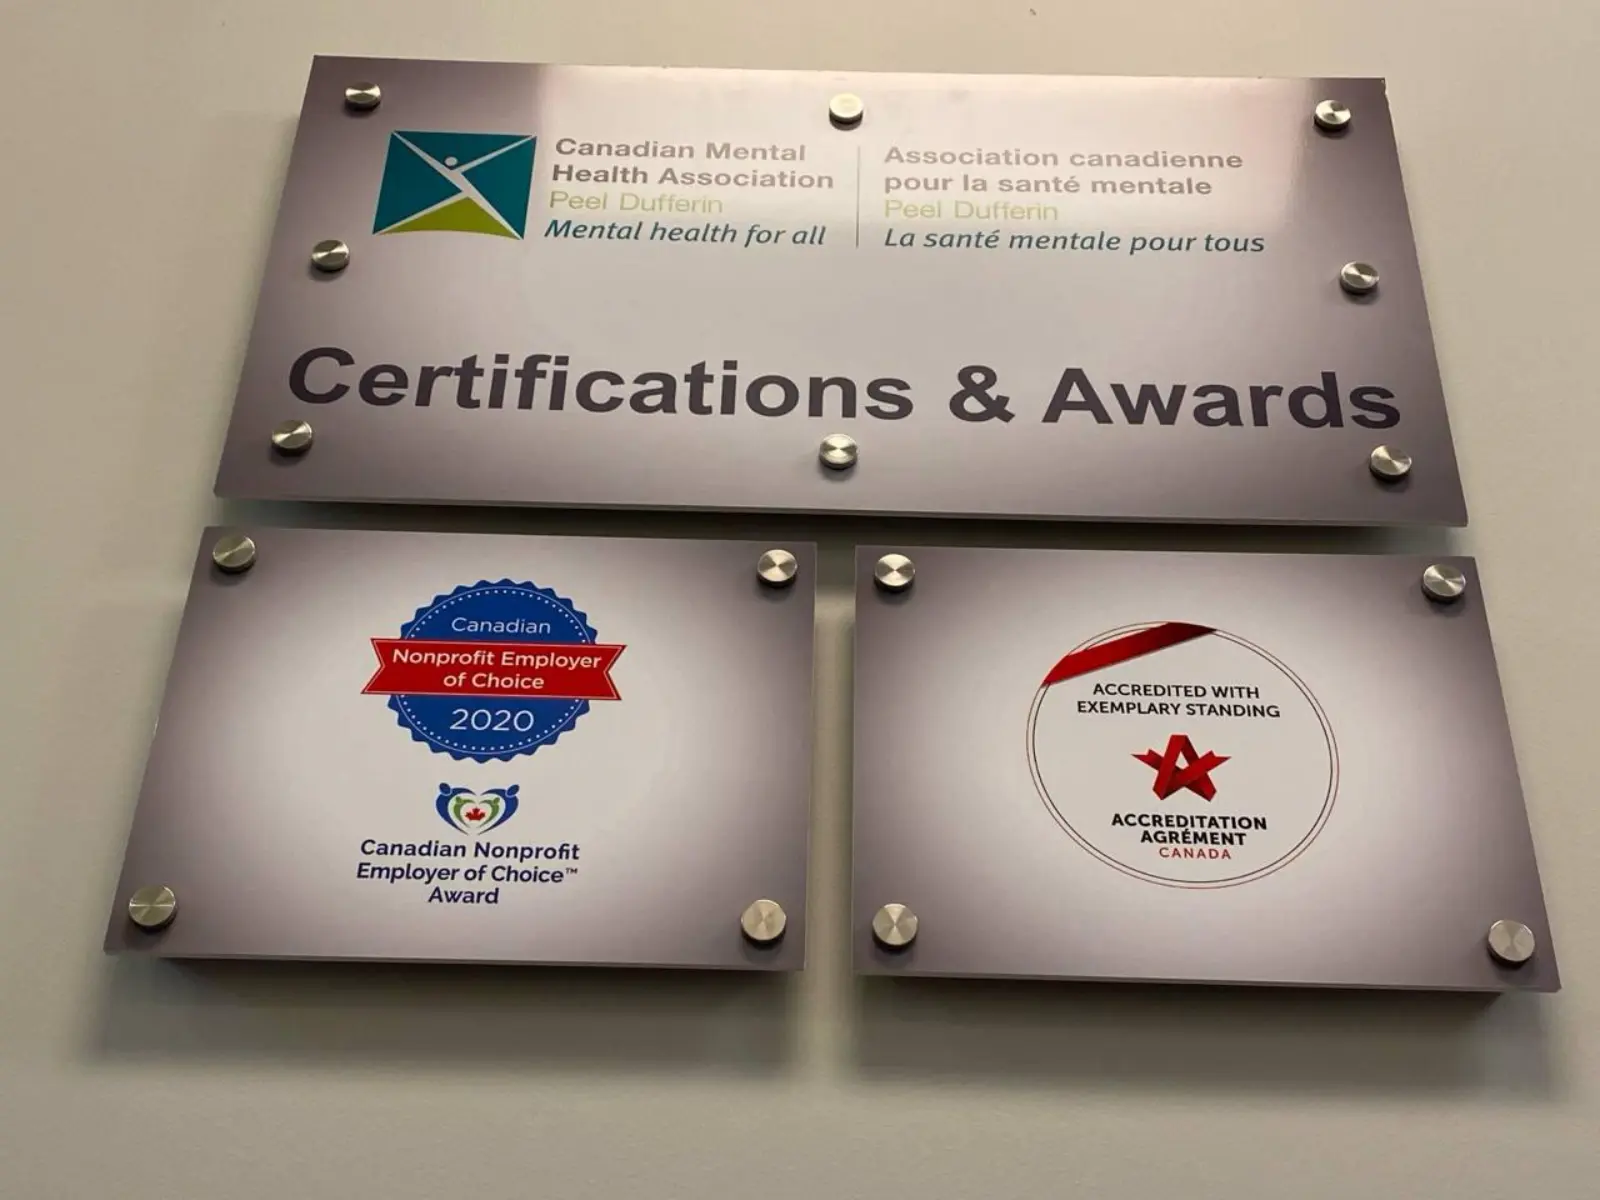 Canadian Mental
Health Association
Peel Dufferin
Mental health for all
Association canadienne
pour la santé mentale
Peel Dufferin
La santé mentale pour tous
Certifications & Awards
Canadian
Nonprofit Employer
of Choice
2020
Canadian Nonprofit
Employer of Choice™
Award
ACCREDITED WITH
EXEMPLARY STANDING
ACCREDITATION
AGRÉMENT
CANADA